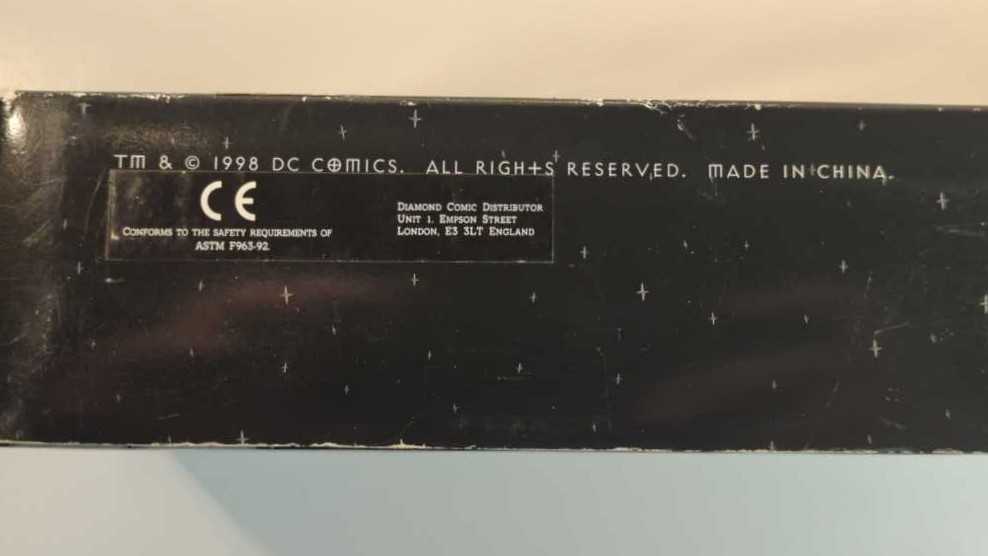 TM & © 1998 DC COMICS. ALL RIGHTS RESERVED. MADE IN CHINA.
CE
CONFORMS TO THE SAFETY REQUIREMENTS OF
ASTM F963-92
DIAMOND COMIC DISTRIBUTOR
UNIT 1. EMPSON STREET
LONDON, E3 3LT ENGLAND